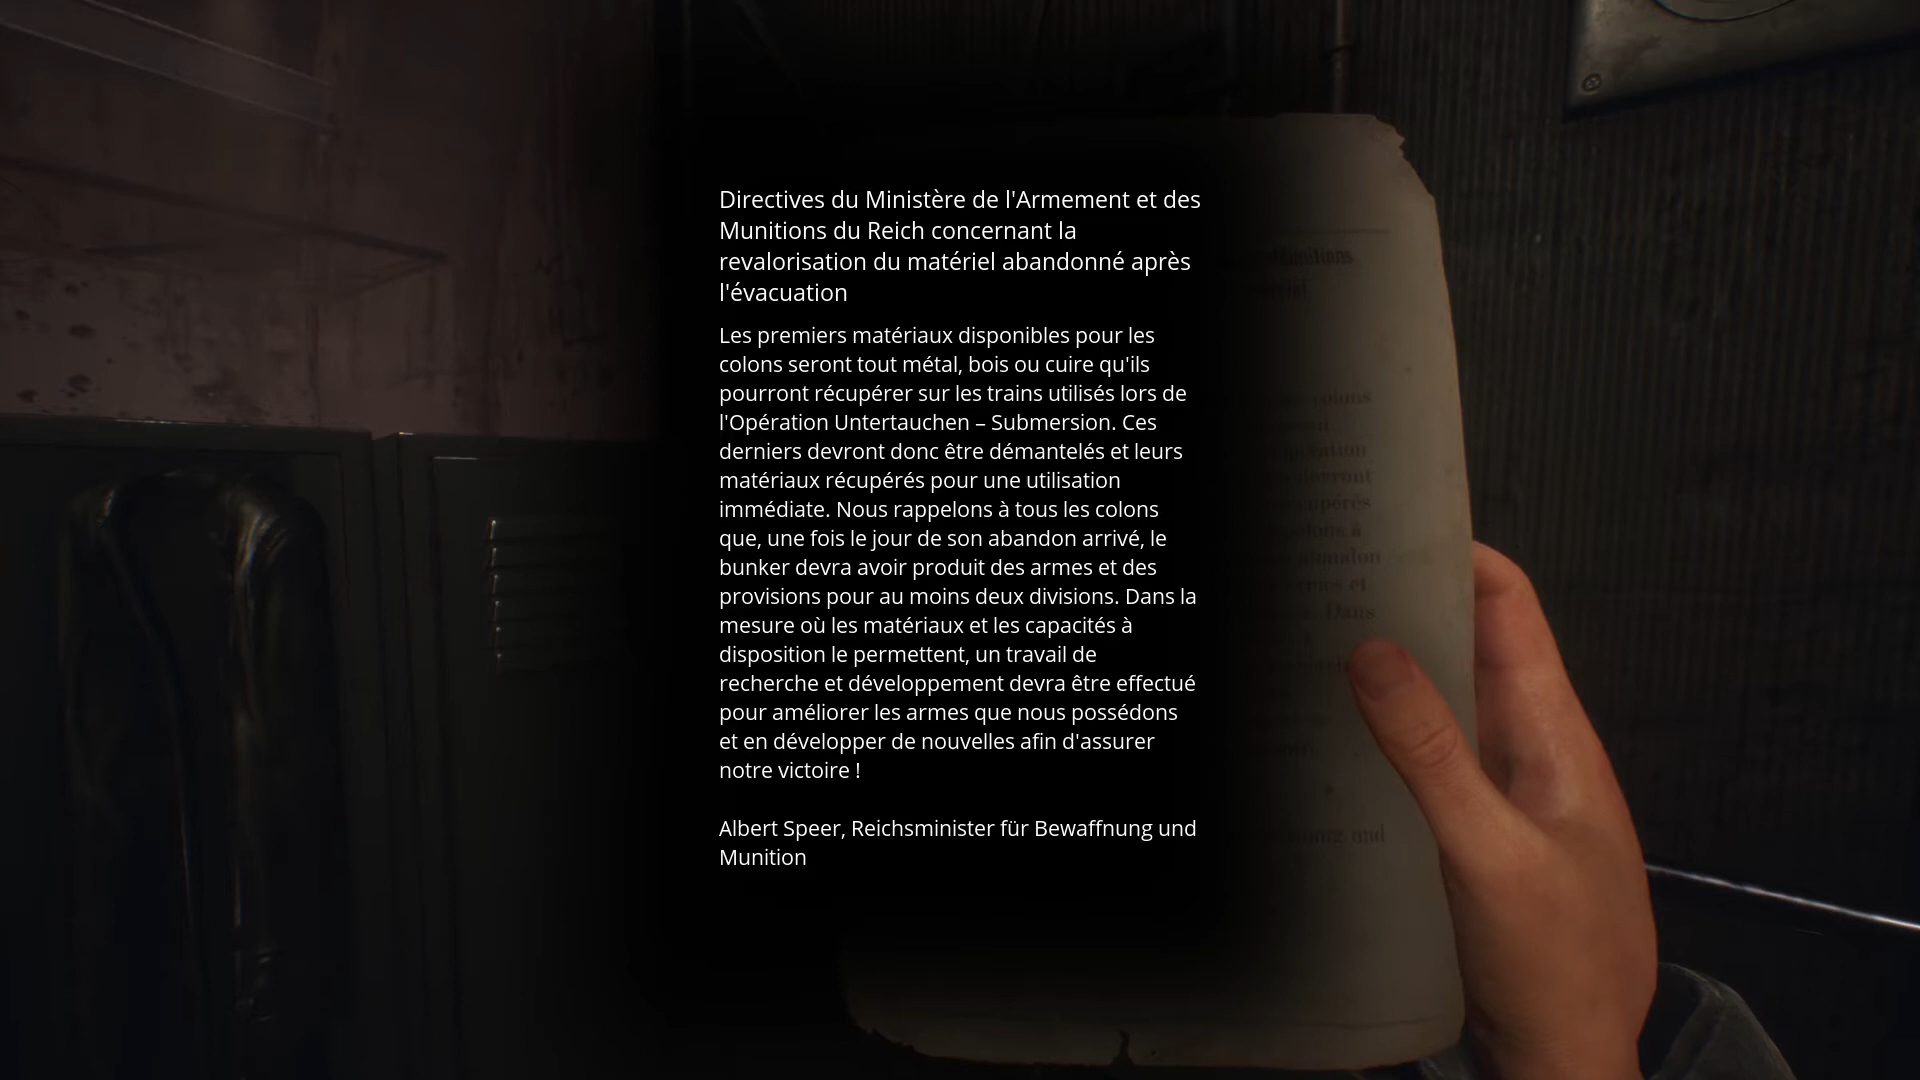 Directives du Ministère de l'Armement et des
Munitions du Reich concernant la
revalorisation du matériel abandonné après
l'évacuation
Les premiers matériaux disponibles pour les
colons seront tout métal, bois ou cuire qu'ils
pourront récupérer sur les trains utilisés lors de
l'Opération Untertauchen – Submersion. Ces
derniers devront donc être démantelés et leurs
matériaux récupérés pour une utilisation
immédiate. Nous rappelons à tous les colons
que, une fois le jour de son abandon arrivé, le
bunker devra avoir produit des armes et des
provisions pour au moins deux divisions. Dans la
mesure où les matériaux et les capacités à
disposition le permettent, un travail de
recherche et développement devra être effectué
pour améliorer les armes que nous possédons
et en développer de nouvelles afin d'assurer
notre victoire !
Albert Speer, Reichsminister für Bewaffnung und
Munition